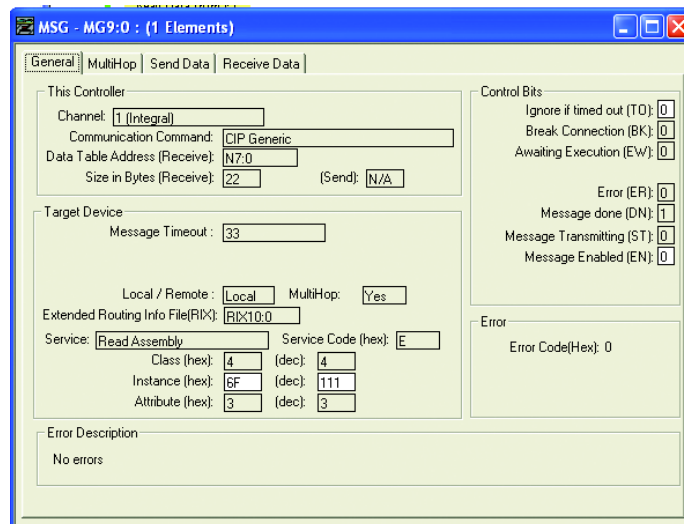 MSG - MG9:0 : (1 Elements)
General MultiHop Send Data Receive Data
This Controller
Channel: 1 (Integral)
Communication Command: CIP Generic
Data Table Address (Receive): N7:0
Size in Bytes (Receive): 22 (Send): N/A
Target Device
Message Timeout : 33
Local / Remote : Local MultiHop: Yes
Extended Routing Info File(RIX): RIX10:0
Service: Read Assembly Service Code (hex): E
Class (hex): 4 (dec): 4
Instance (hex): 6F (dec): 111
Attribute (hex): 3 (dec): 3
Control Bits
Ignore if timed out (TO): 0
Break Connection (BK): 0
Awaiting Execution (EW): 0
Error (ER): 0
Message done (DN): 1
Message Transmitting (ST): 0
Message Enabled (EN): 0
Error
Error Code(Hex): 0
Error Description
No errors